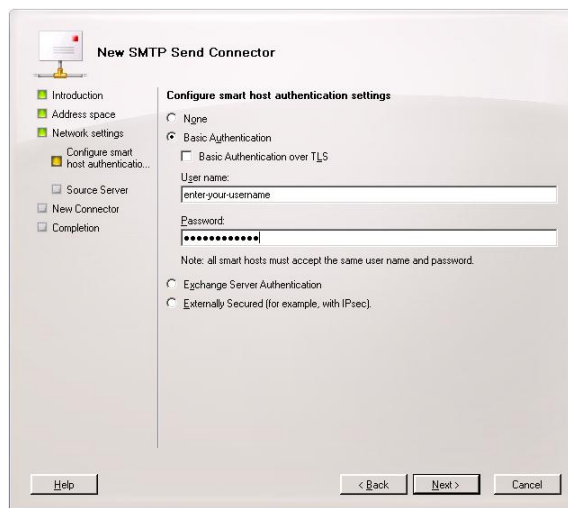 New SMTP Send Connector
Introduction
Address space
Network settings
Configure smart
host authenticatio...
Source Server
New Connector
Completion
Configure smart host authentication settings
None
Basic Authentication
Basic Authentication over TLS
User name:
enter-your-username
Password:
●●●●●●●●●●●●
Note: all smart hosts must accept the same user name and password.
Exchange Server Authentication
Externally Secured (for example, with IPsec).
Help
< Back
Next >
Cancel